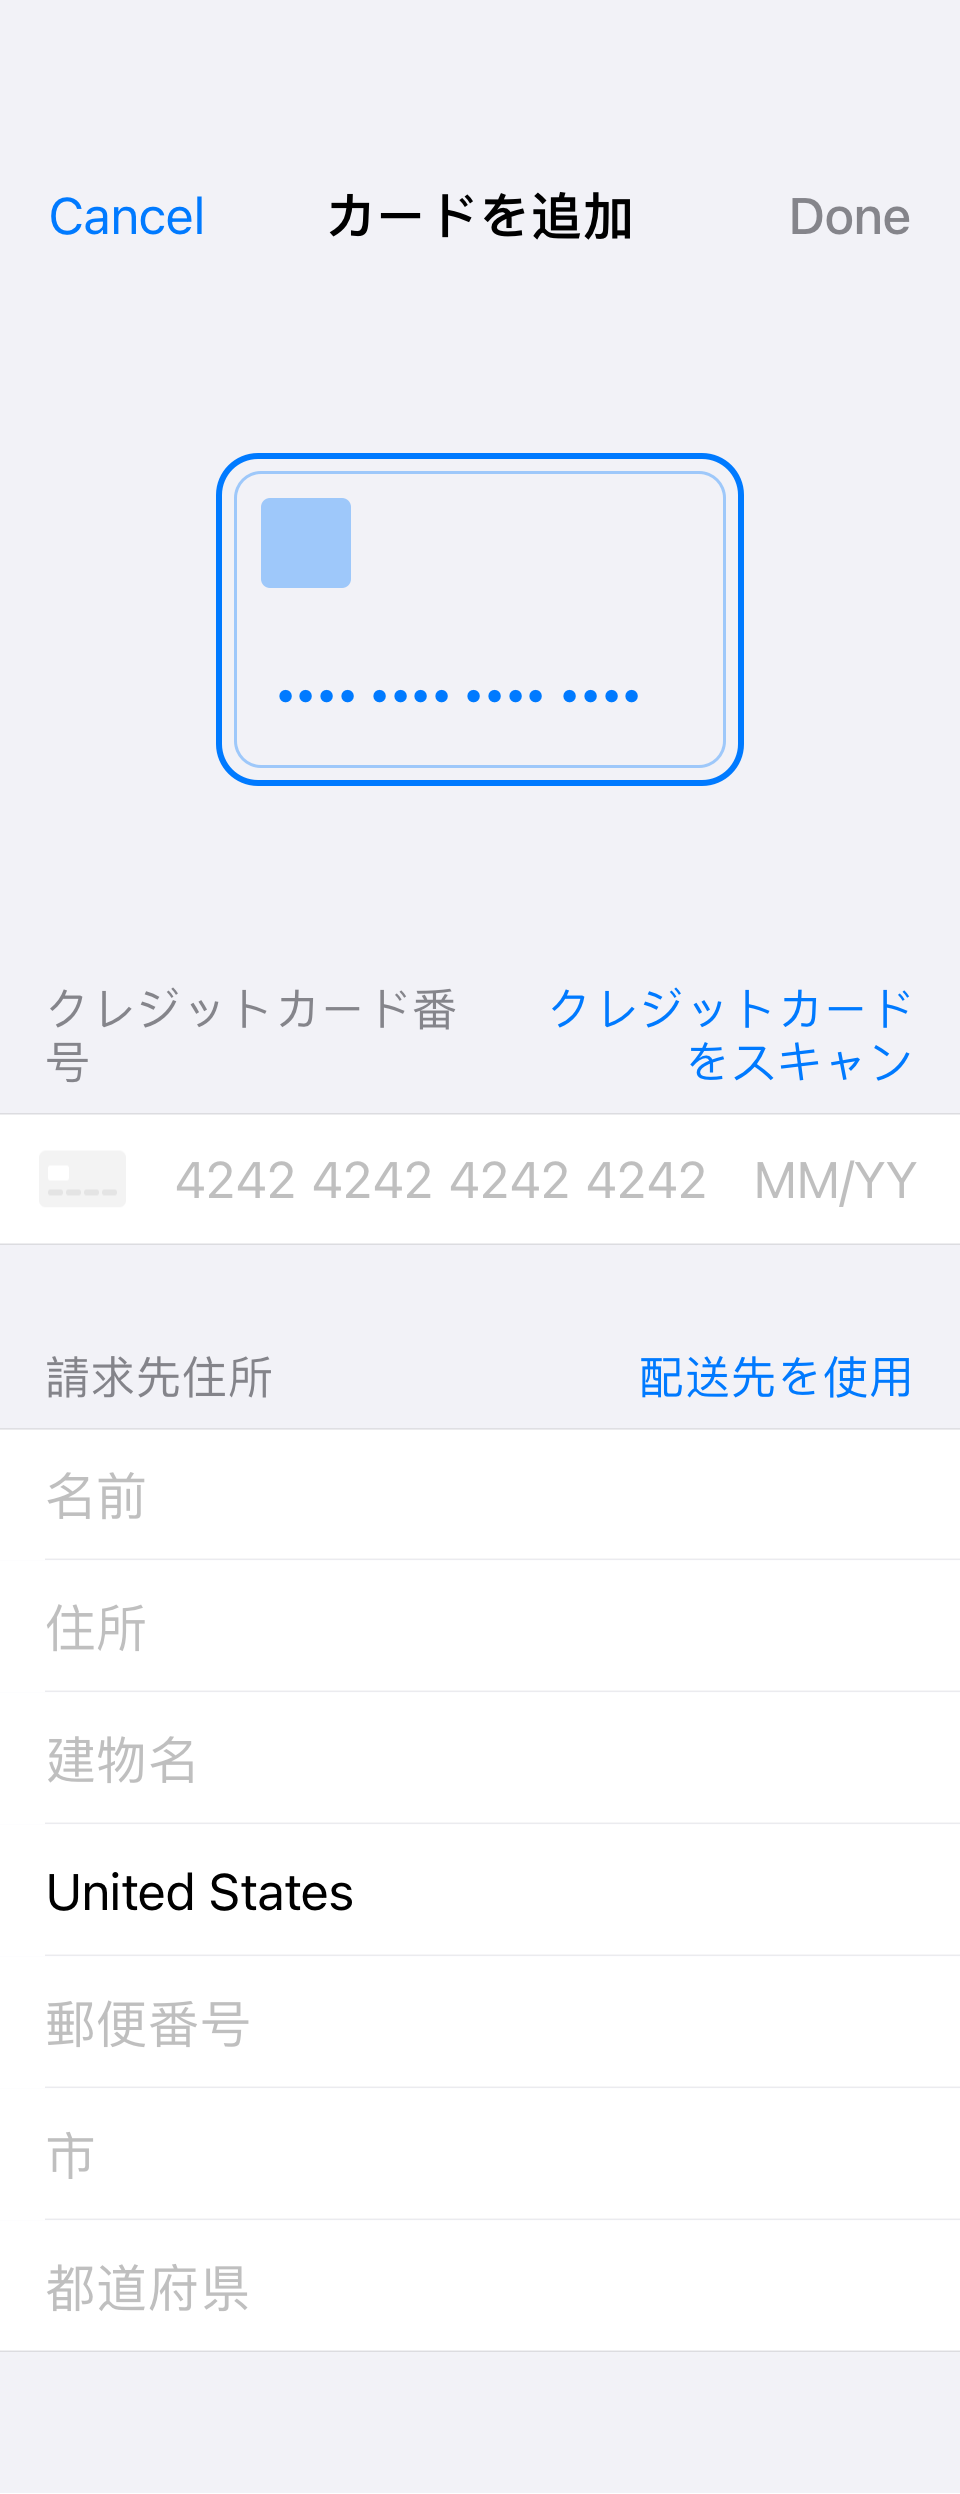 Cancel カードを追加 Done
クレジットカード番号
クレジットカードをスキャン
4242 4242 4242 4242 MM/YY
請求先住所 配送先を使用
名前
住所
建物名
United States
郵便番号
市
都道府県